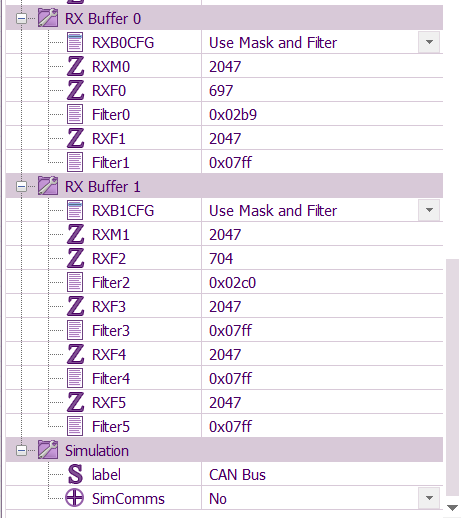 RX Buffer 0
RXB0CFG Use Mask and Filter
RXM0 2047
RXF0 697
Filter0 0x02b9
RXF1 2047
Filter1 0x07ff
RX Buffer 1
RXB1CFG Use Mask and Filter
RXM1 2047
RXF2 704
Filter2 0x02c0
RXF3 2047
Filter3 0x07ff
RXF4 2047
Filter4 0x07ff
RXF5 2047
Filter5 0x07ff
Simulation
label CAN Bus
SimComms No